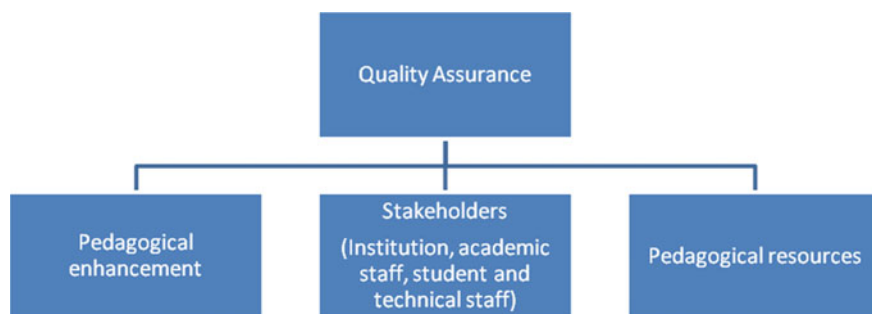 Quality Assurance
Pedagogical
enhancement
Stakeholders
(Institution, academic
staff, student and
technical staff)
Pedagogical resources